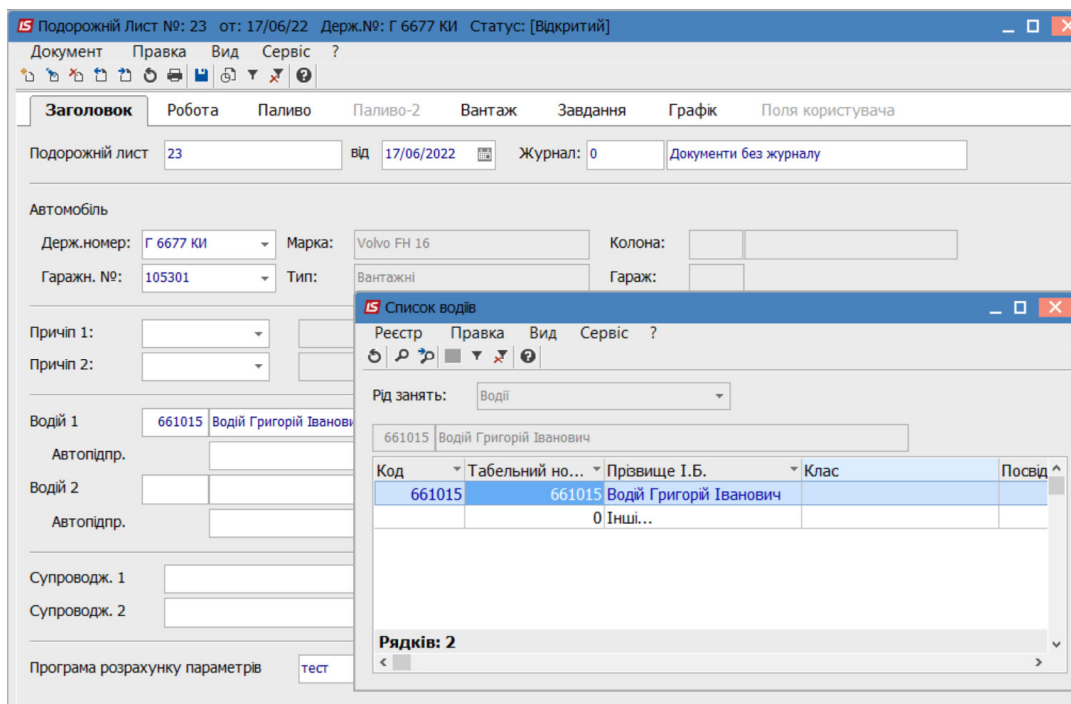 Подорожній Лист №: 23 от: 17/06/22 Держ.№: Г 6677 КИ Статус: [Відкритий]
Документ Правка Вид Сервіс ?
Заголовок Робота Паливо Паливо-2 Вантаж Завдання Графік Поля користувача
Подорожній лист 23 від 17/06/2022 Журнал: 0 Документи без журналу
Автомобіль
Держ.номер: Г 6677 КИ Марка: Volvo FH 16 Колона:
Гаражн. №: 105301 Тип: Вантажні Гараж:
Причіп 1:
Причіп 2:
Водій 1 661015 Водій Григорій Іванови
Автопідпр.
Водій 2
Автопідпр.
Супроводж. 1
Супроводж. 2
Програма розрахунку параметрів тест
Список водіїв
Реєстр Правка Вид Сервіс ?
Рід занять: Водії
661015 Водій Григорій Іванович
Код Табельний но... Прізвище І.Б. Клас Посвід
661015 661015 Водій Григорій Іванович
0 Інші...
Рядків: 2